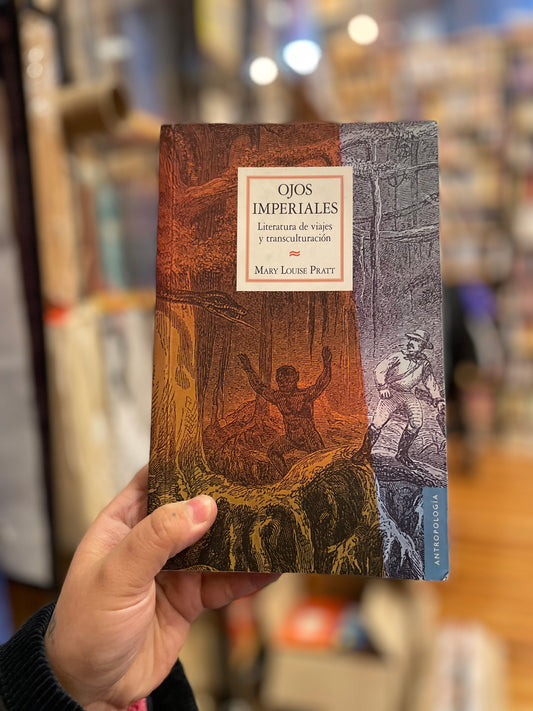 OJOS
IMPERIALES
Literatura de viajes
y transculturación
MARY LOUISE PRATT
ANTROPOLOGÍA